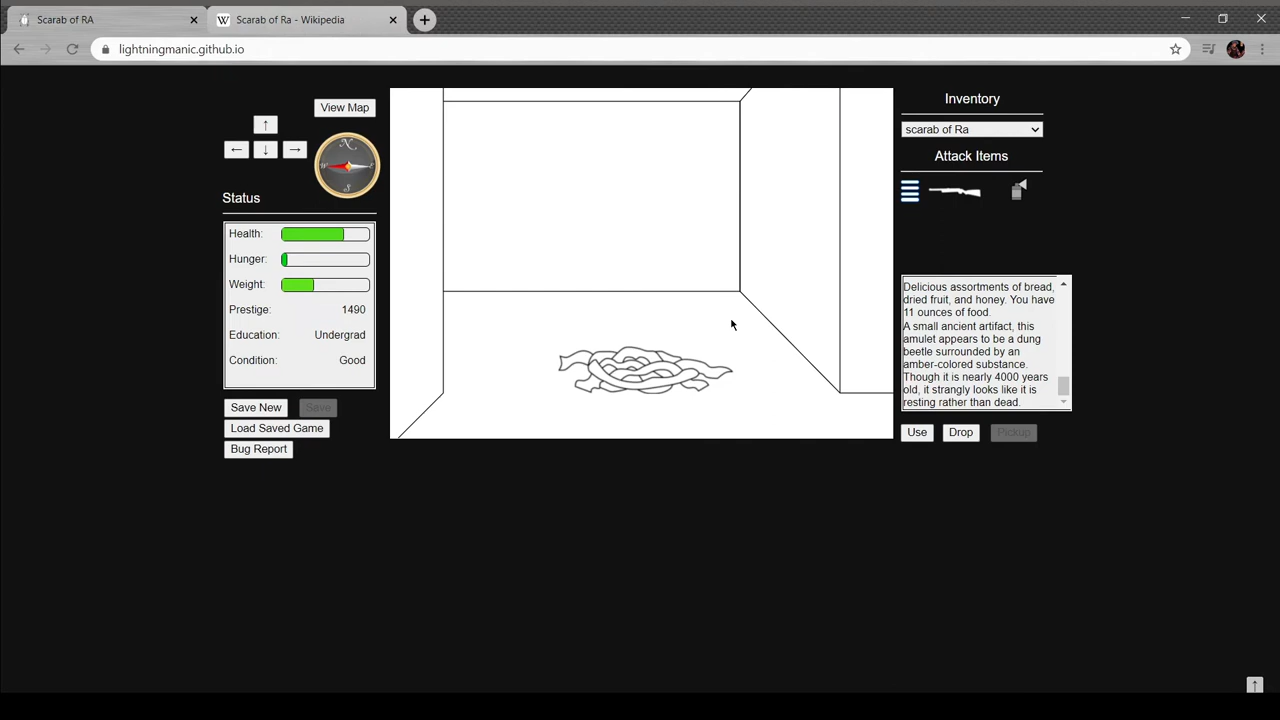 Scarab of RA
Scarab of Ra - Wikipedia
lightningmanic.github.io
View Map
N
W
E
S
Status
Health:
Hunger:
Weight:
Prestige: 1490
Education: Undergrad
Condition: Good
Save New Save
Load Saved Game
Bug Report
Inventory
scarab of Ra
Attack Items
Delicious assortments of bread,
dried fruit, and honey. You have
11 ounces of food.
A small ancient artifact, this
amulet appears to be a dung
beetle surrounded by an
amber-colored substance.
Though it is nearly 4000 years
old, it strangly looks like it is
resting rather than dead.
Use Drop Pickup